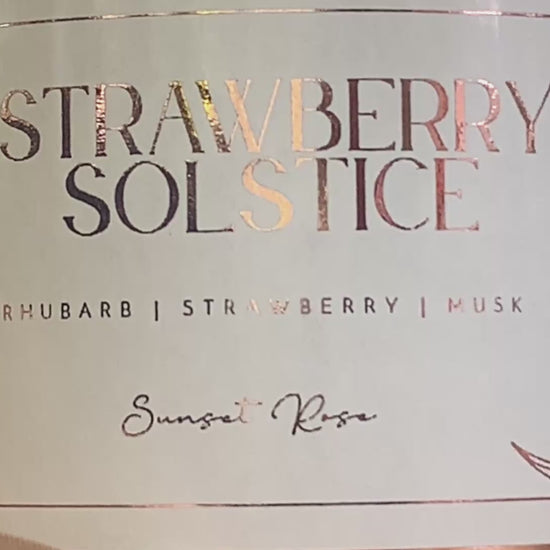 STRAWBERRY
SOLSTICE
RHUBARB | STRAWBERRY | MUSK
Sunset Rose